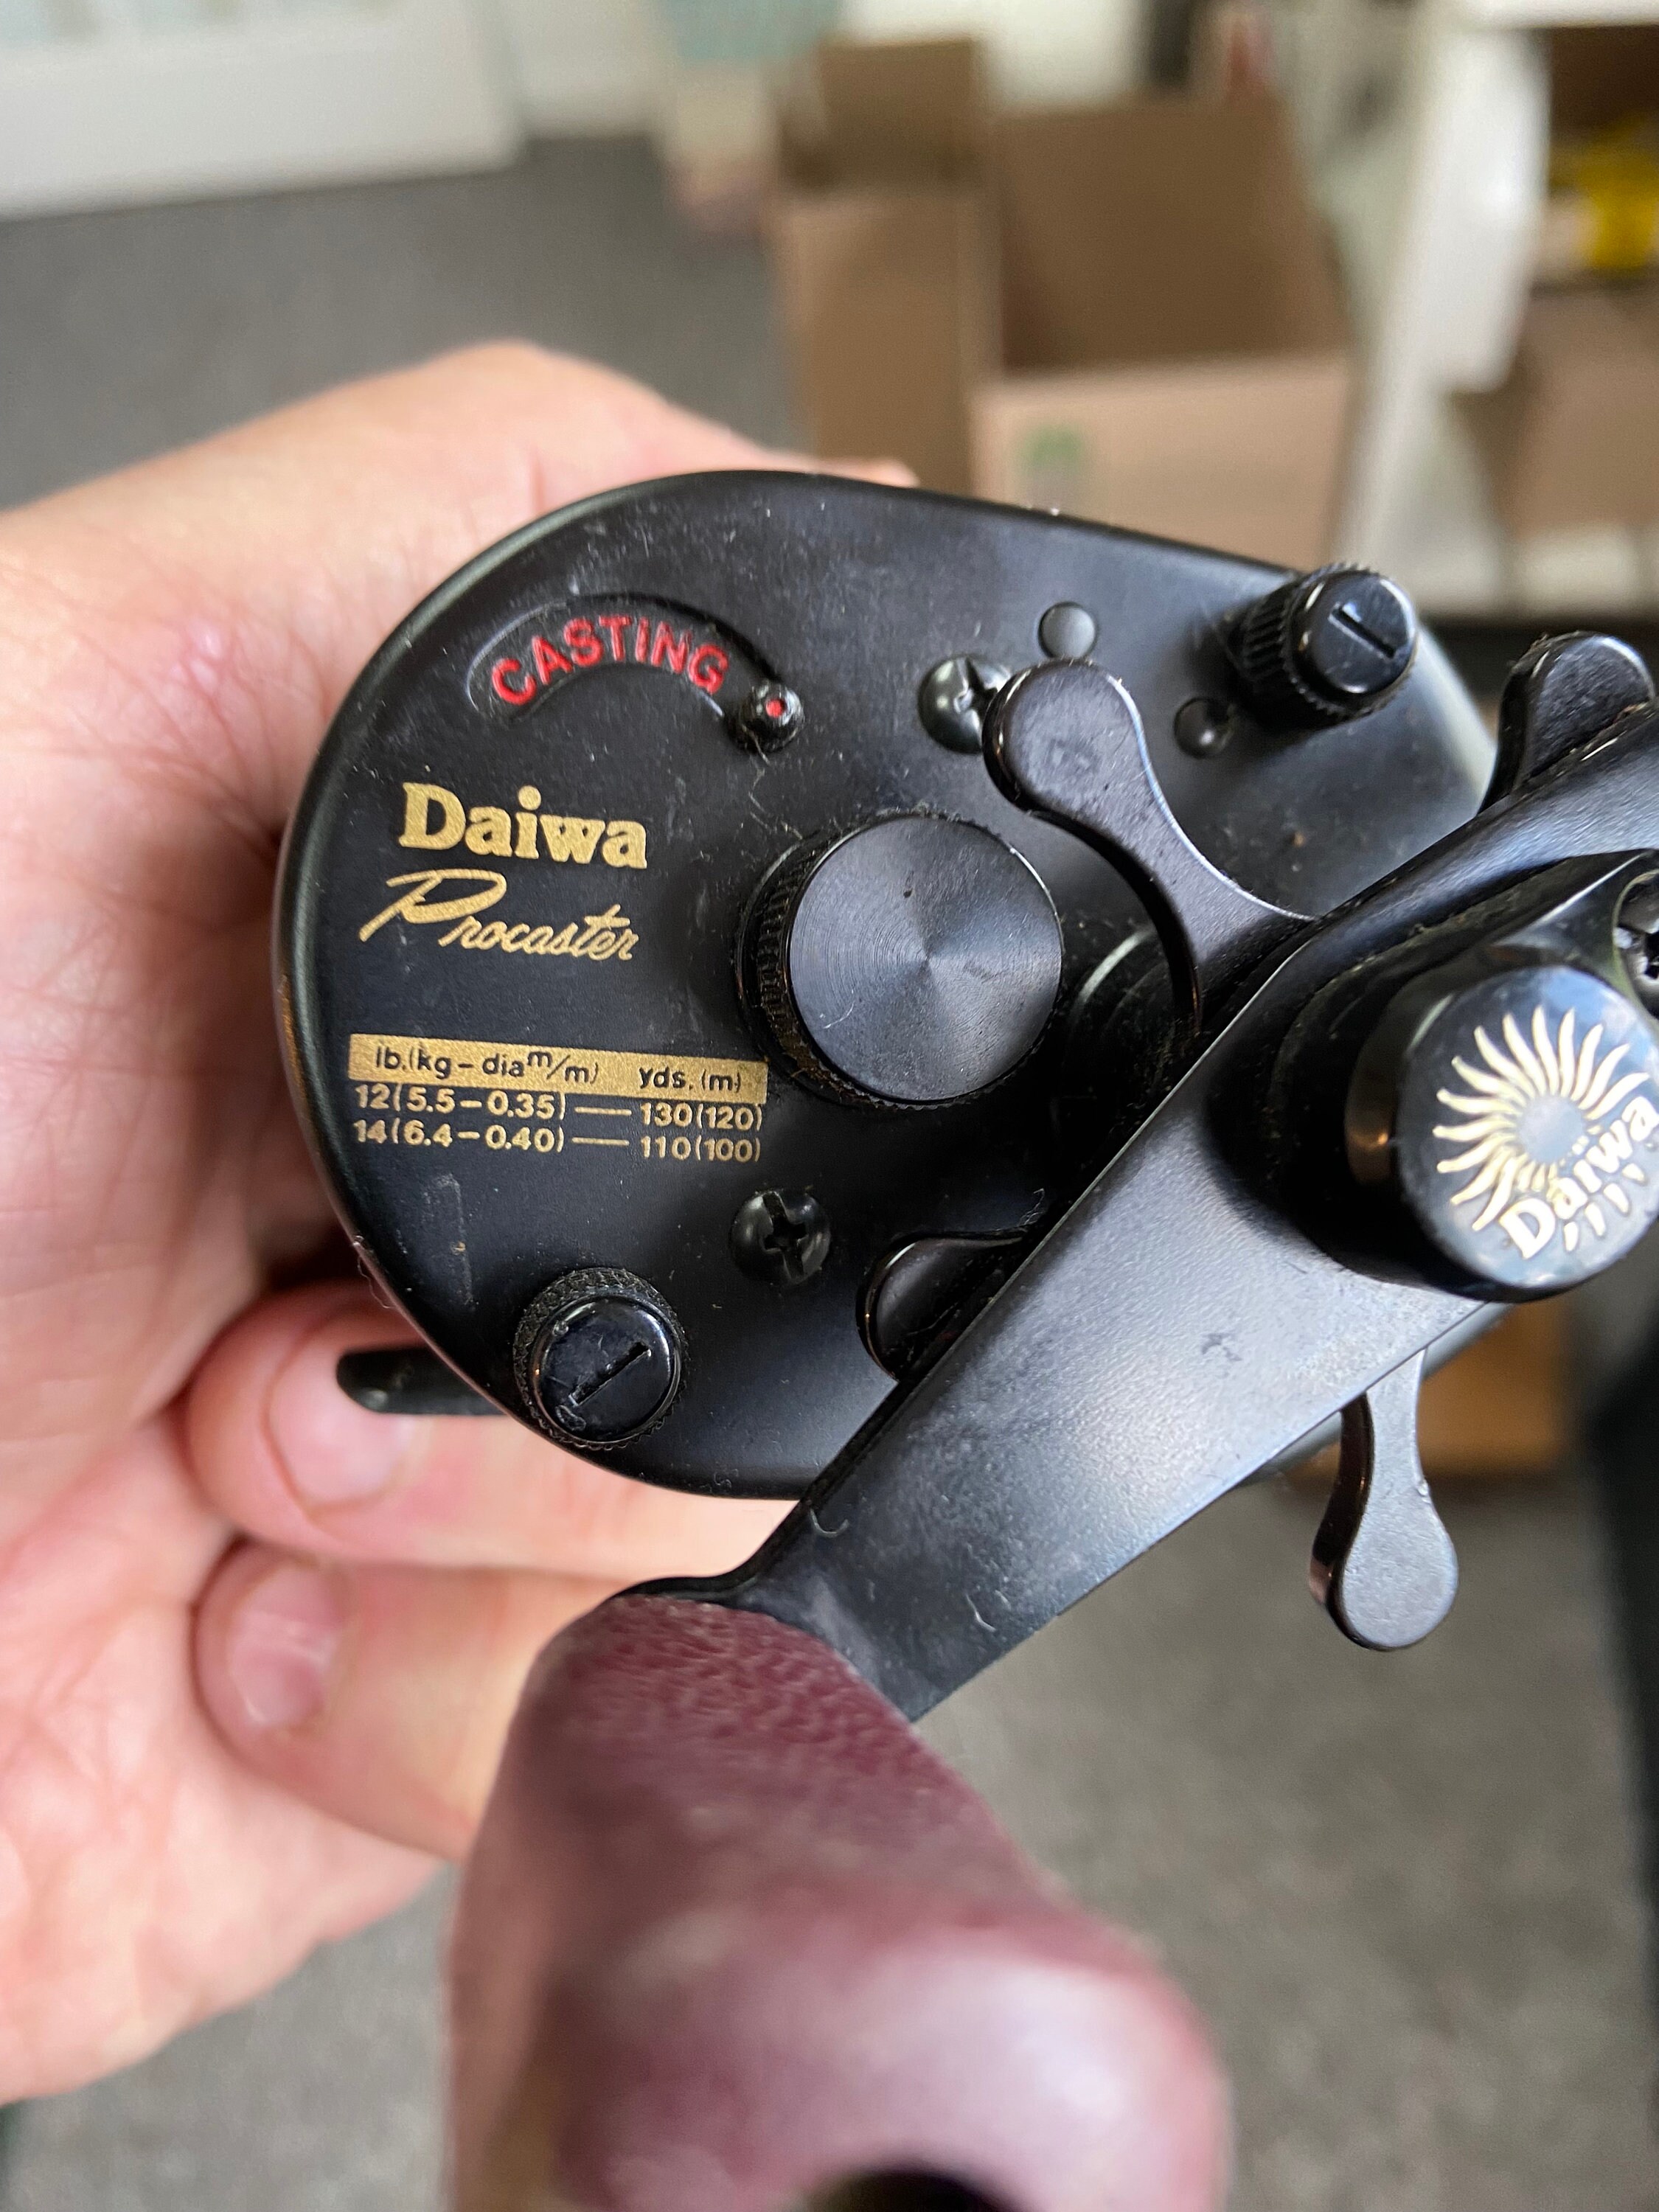 CASTING
Daiwa
Procaster
lb.(kg-dia m/m) yds. (m)
12(5.5-0.35) — 130(120)
14(6.4-0.40) — 110(100)
Daiwa